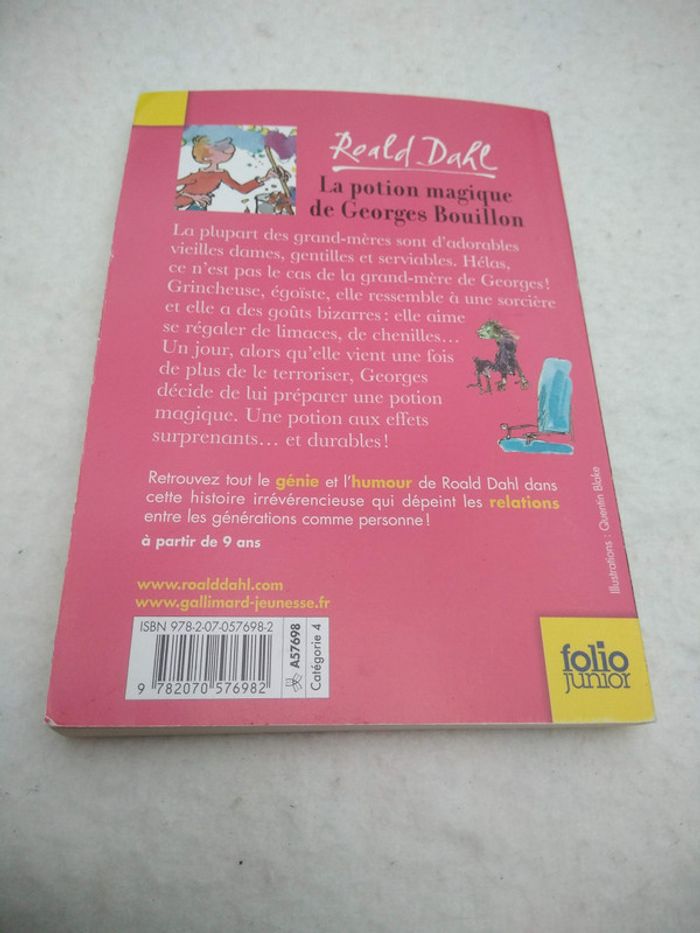 Roald Dahl
La potion magique
de Georges Bouillon
La plupart des grand-mères sont d'adorables
vieilles dames, gentilles et serviables. Hélas,
ce n'est pas le cas de la grand-mère de Georges!
Grincheuse, égoïste, elle ressemble à une sorcière
et elle a des goûts bizarres : elle aime
se régaler de limaces, de chenilles...
Un jour, alors qu'elle vient une fois
de plus de le terroriser, Georges
décide de lui préparer une potion
magique. Une potion aux effets
surprenants... et durables!
Retrouvez tout le génie et l'humour de Roald Dahl dans
cette histoire irrévérencieuse qui dépeint les relations
entre les générations comme personne!
à partir de 9 ans
www.roalddahl.com
www.gallimard-jeunesse.fr
ISBN 978-2-07-057698-2
9 782070 576982
A57698
Catégorie 4
Illustrations : Quentin Blake
folio
junior